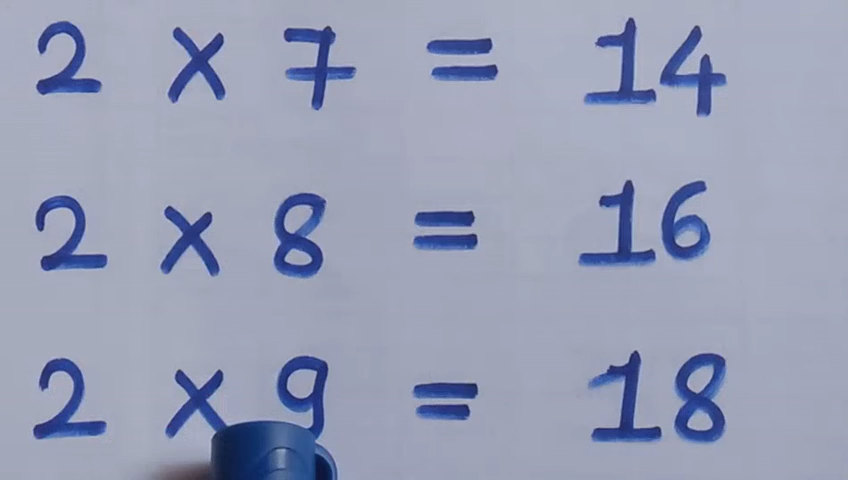 2 × 7 = 14
2 × 8 = 16
2 × 9 = 18